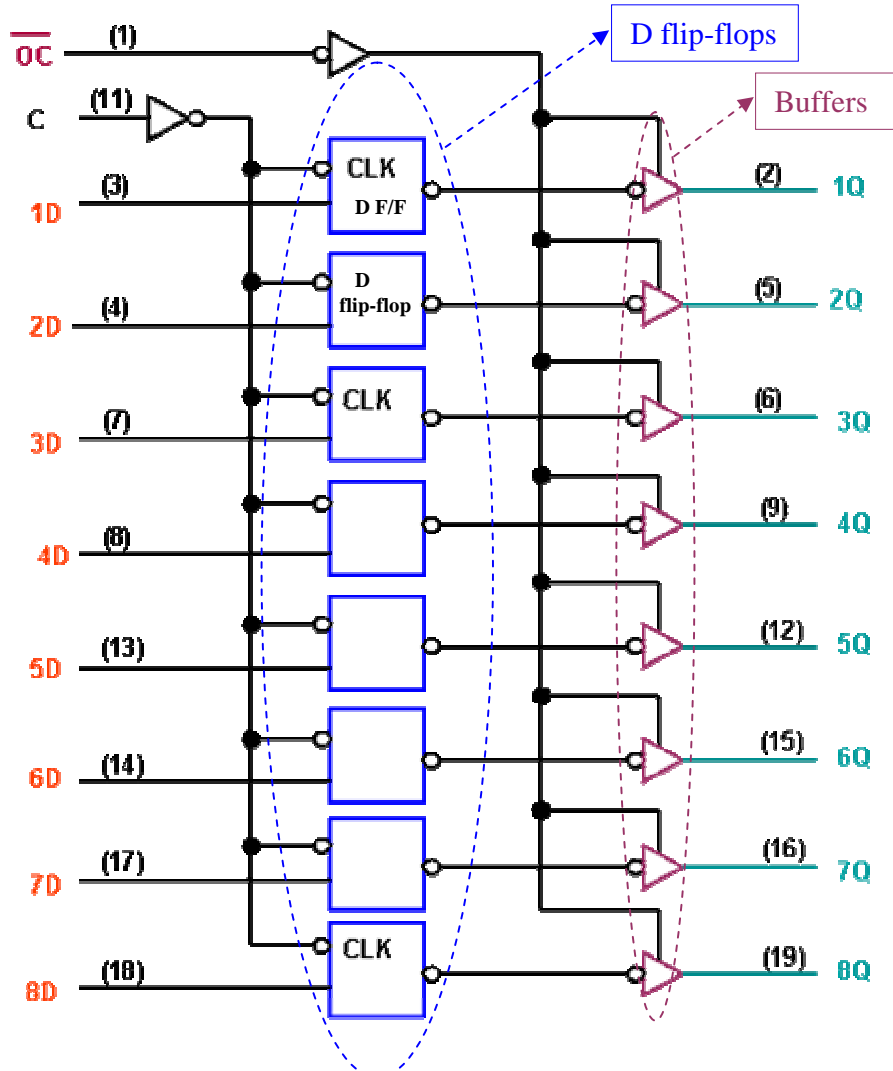 O̅C̅ (1) D flip-flops
C (11) Buffers
1D (3) CLK (2) 1Q
D F/F
2D (4) D (5) 2Q
flip-flop
3D (7) CLK (6) 3Q
4D (8) (9) 4Q
5D (13) (12) 5Q
6D (14) (15) 6Q
7D (17) (16) 7Q
8D (18) CLK (19) 8Q